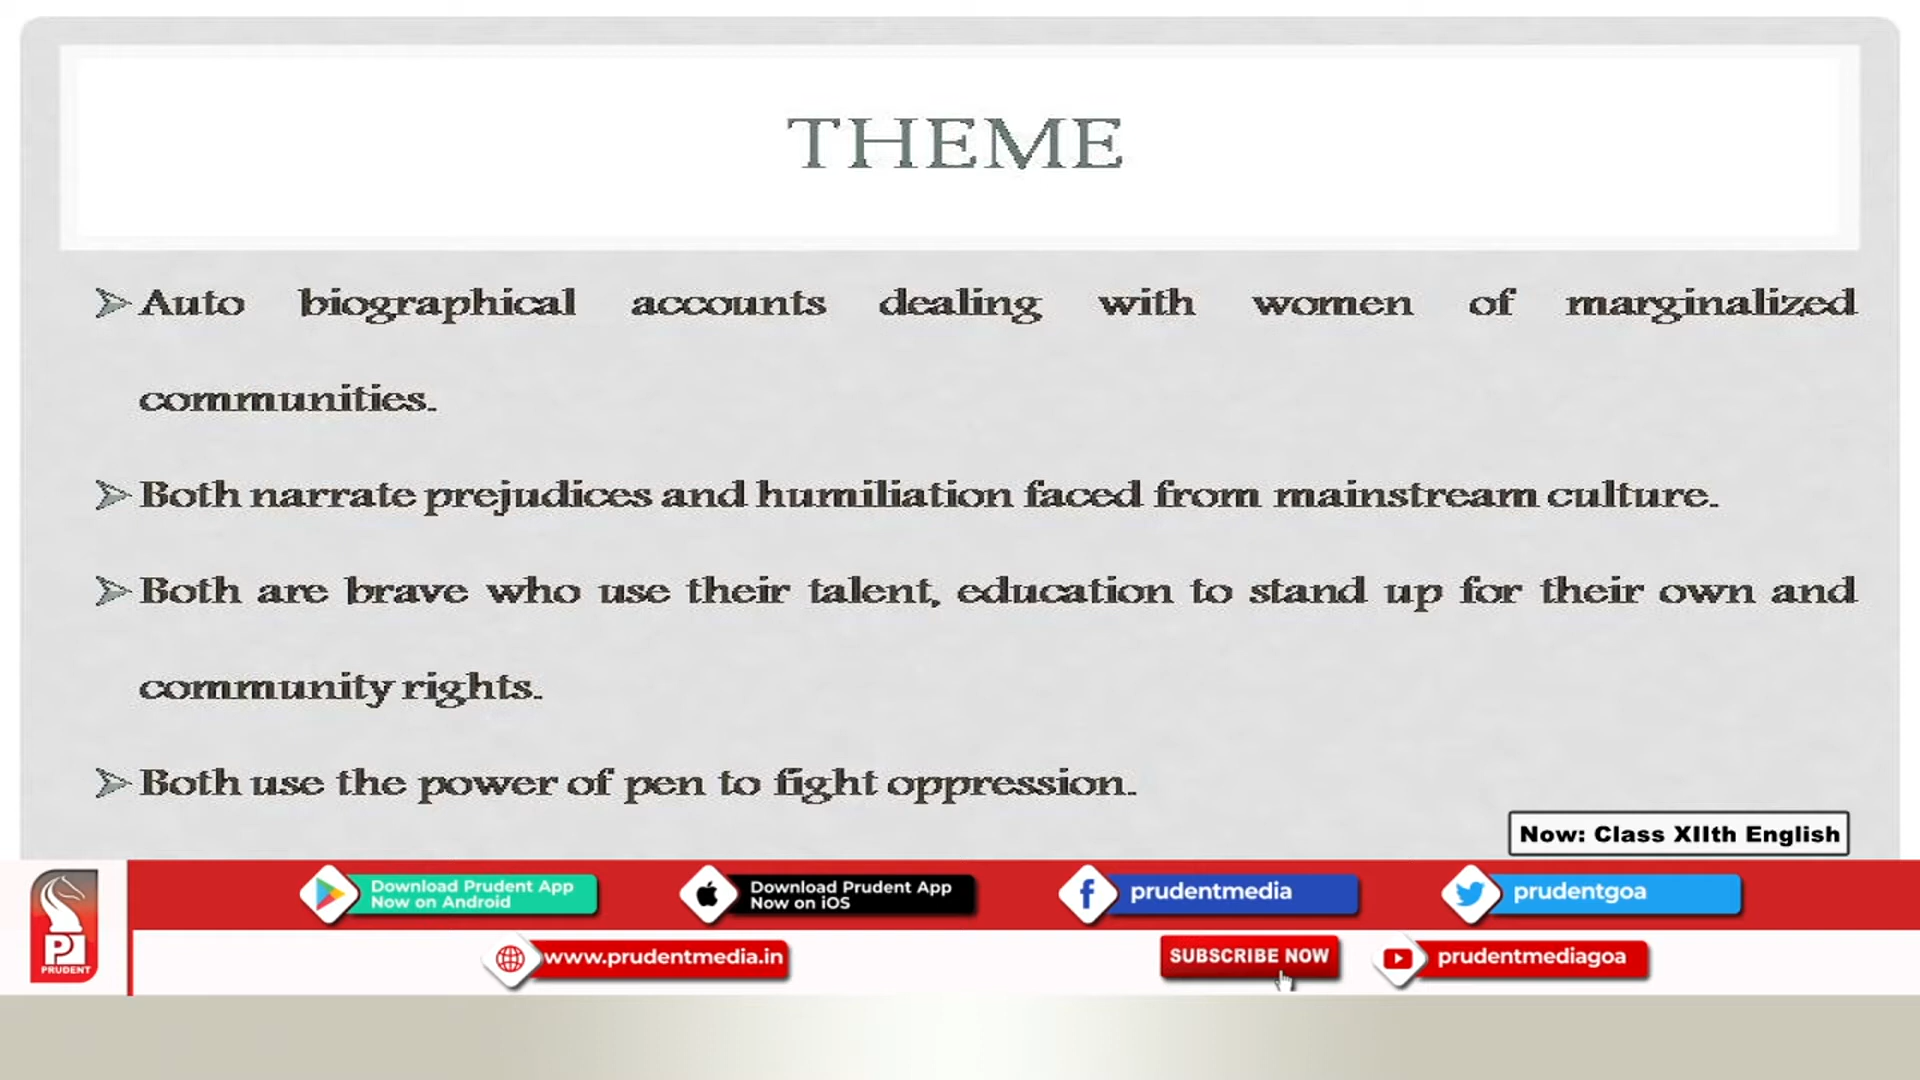 THEME
Auto biographical accounts dealing with women of marginalized
communities.
Both narrate prejudices and humiliation faced from mainstream culture.
Both are brave who use their talent, education to stand up for their own and
community rights.
Both use the power of pen to fight oppression.
Now: Class XIIth English
Download Prudent App
Now on Android
Download Prudent App
Now on iOS
prudentmedia
prudentgoa
PRUDENT
www.prudentmedia.in
SUBSCRIBE NOW
prudentmediagoa